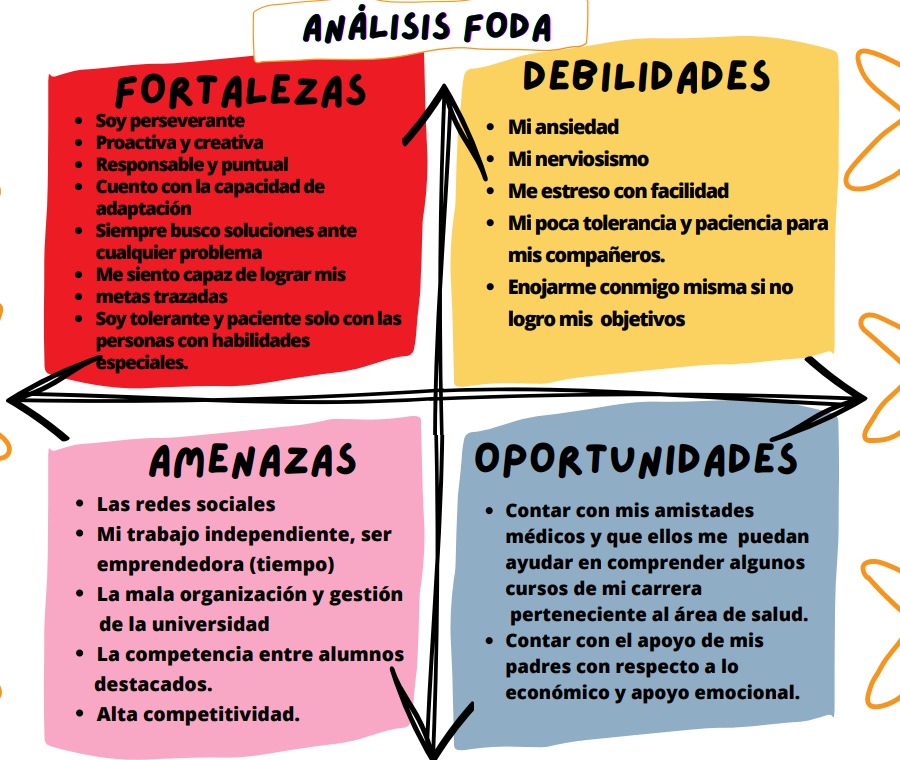 ANÁLISIS FODA
FORTALEZAS
• Soy perseverante
• Proactiva y creativa
• Responsable y puntual
• Cuento con la capacidad de
adaptación
• Siempre busco soluciones ante
cualquier problema
• Me siento capaz de lograr mis
• metas trazadas
• Soy tolerante y paciente solo con las
personas con habilidades
especiales.
DEBILIDADES
• Mi ansiedad
• Mi nerviosismo
• Me estreso con facilidad
• Mi poca tolerancia y paciencia para
mis compañeros.
• Enojarme conmigo misma si no
logro mis objetivos
AMENAZAS
• Las redes sociales
• Mi trabajo independiente, ser
emprendedora (tiempo)
• La mala organización y gestión
de la universidad
• La competencia entre alumnos
destacados.
• Alta competitividad.
OPORTUNIDADES
• Contar con mis amistades
médicos y que ellos me puedan
ayudar en comprender algunos
cursos de mi carrera
perteneciente al área de salud.
• Contar con el apoyo de mis
padres con respecto a lo
económico y apoyo emocional.